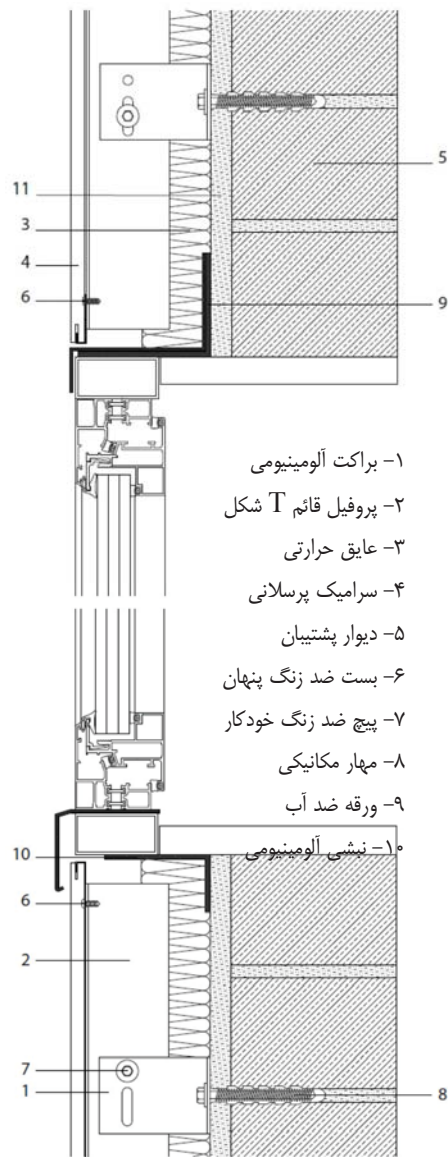 5
11
3
4
6
9
۱- براکت آلومینیومی
۲- پروفیل قائم T شکل
۳- عایق حرارتی
۴- سرامیک پرسلانی
۵- دیوار پشتیبان
۶- بست ضد زنگ پنهان
۷- پیچ ضد زنگ خودکار
۸- مهار مکانیکی
۹- ورقه ضد آب
۱۰- نبشی آلومینیومی
10
6
2
7
1
8